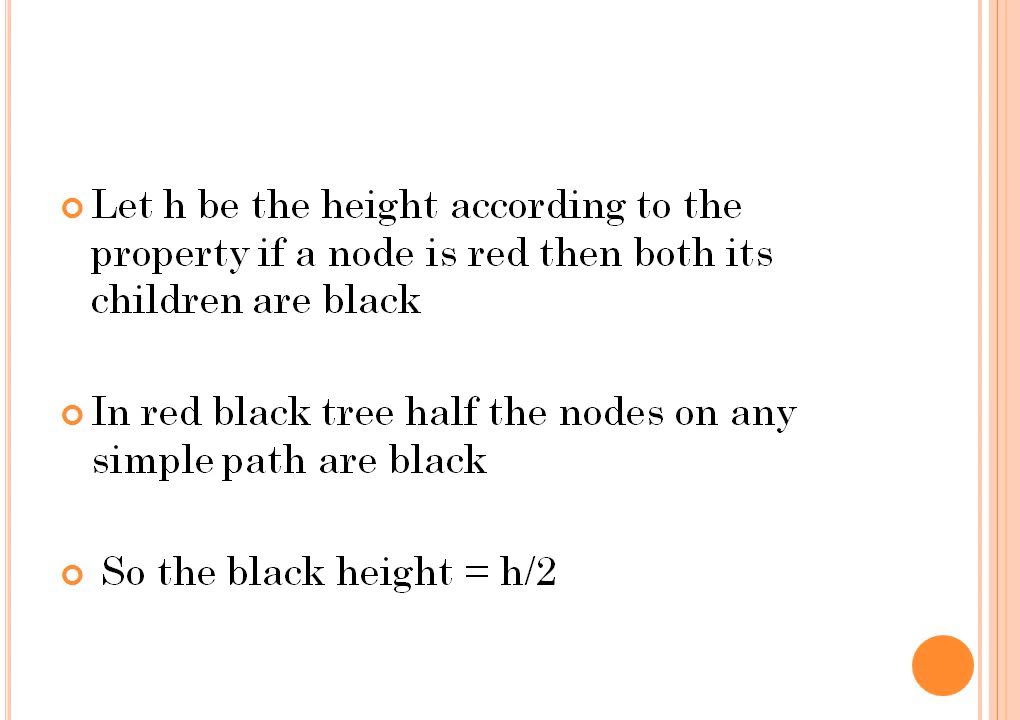 Let h be the height according to the
property if a node is red then both its
children are black
In red black tree half the nodes on any
simple path are black
So the black height = h/2